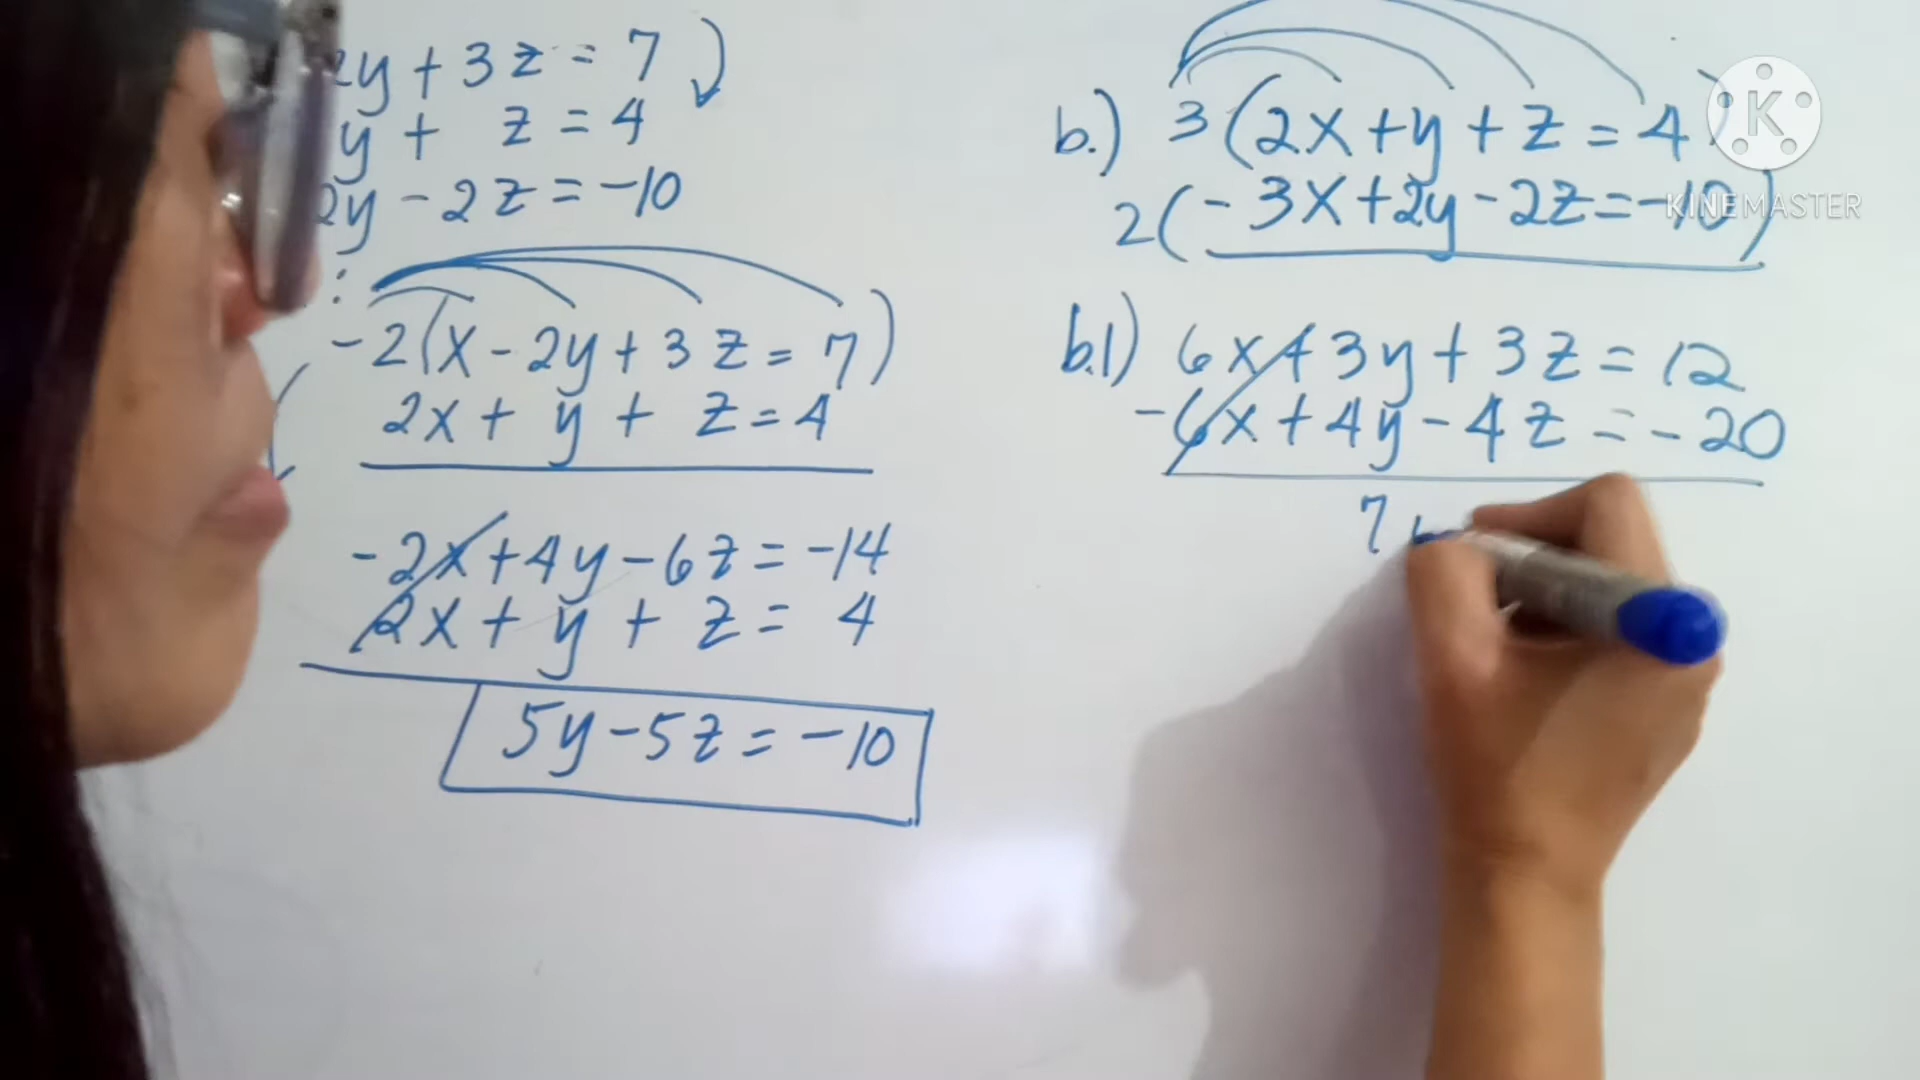 2y + 3z = 7
y + z = 4
2y - 2z = -10
:
-2(x - 2y + 3z = 7)
2x + y + z = 4
-2x + 4y - 6z = -14
2x + y + z = 4
5y - 5z = -10
b.) 3(2x + y + z = 4)
2(-3x + 2y - 2z = -10)
b.1) 6x + 3y + 3z = 12
-6x + 4y - 4z = -20
7
K
KINEMASTER